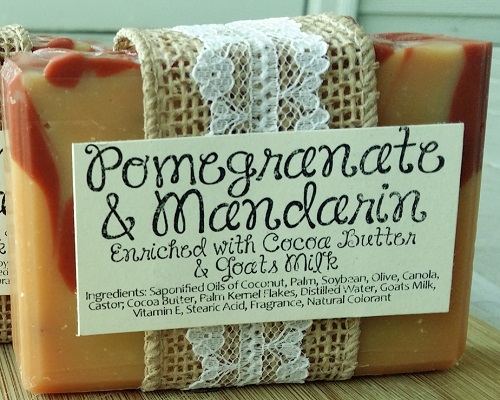 Pomegranate
& Mandarin
Enriched with Cocoa Butter
& Goats Milk
Ingredients: Saponified Oils of Coconut, Palm, Soybean, Olive, Canola,
Castor; Cocoa Butter, Palm Kernel Flakes, Distilled Water, Goats Milk,
Vitamin E, Stearic Acid, Fragrance, Natural Colorant